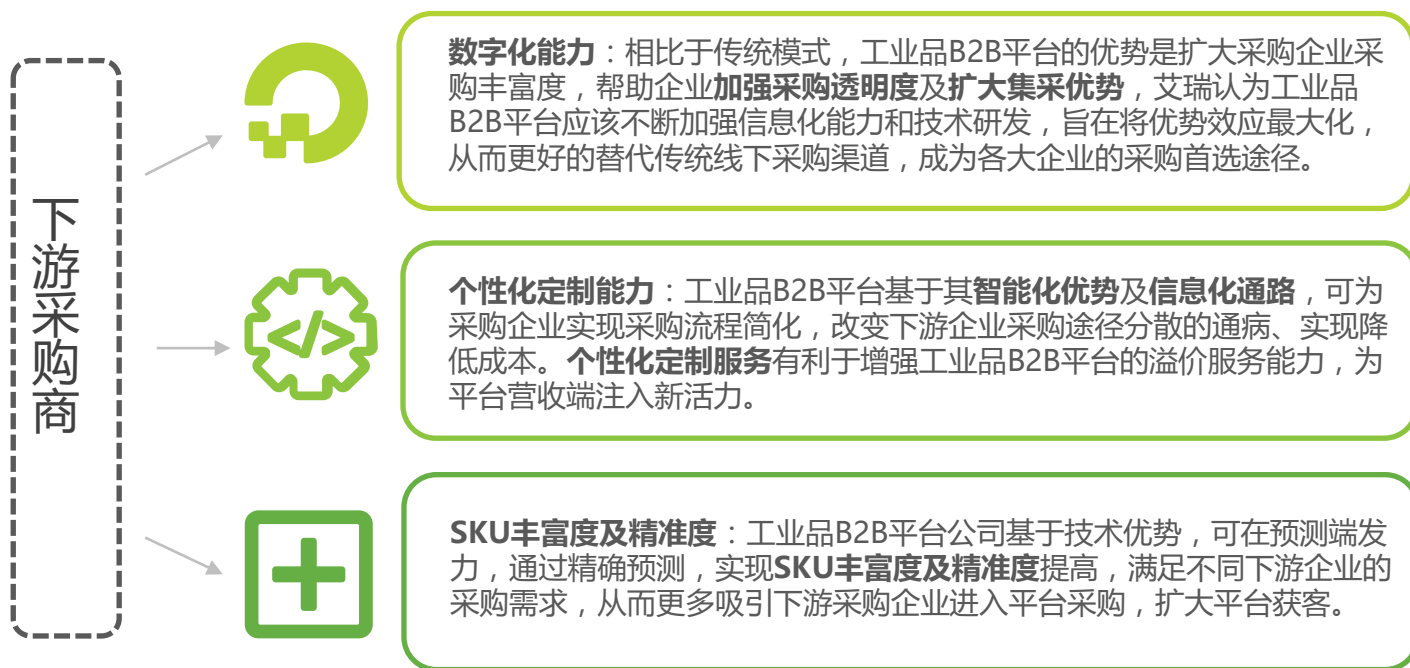 下游采购商
数字化能力：相比于传统模式，工业品B2B平台的优势是扩大采购企业采
购丰富度，帮助企业加强采购透明度及扩大集采优势，艾瑞认为工业品
B2B平台应该不断加强信息化能力和技术研发，旨在将优势效应最大化，
从而更好的替代传统线下采购渠道，成为各大企业的采购首选途径。
</>
个性化定制能力：工业品B2B平台基于其智能化优势及信息化通路，可为
采购企业实现采购流程简化，改变下游企业采购途径分散的通病、实现降
低成本。个性化定制服务有利于增强工业品B2B平台的溢价服务能力，为
平台营收端注入新活力。
SKU丰富度及精准度：工业品B2B平台公司基于技术优势，可在预测端发
力，通过精确预测，实现SKU丰富度及精准度提高，满足不同下游企业的
采购需求，从而更多吸引下游采购企业进入平台采购，扩大平台获客。